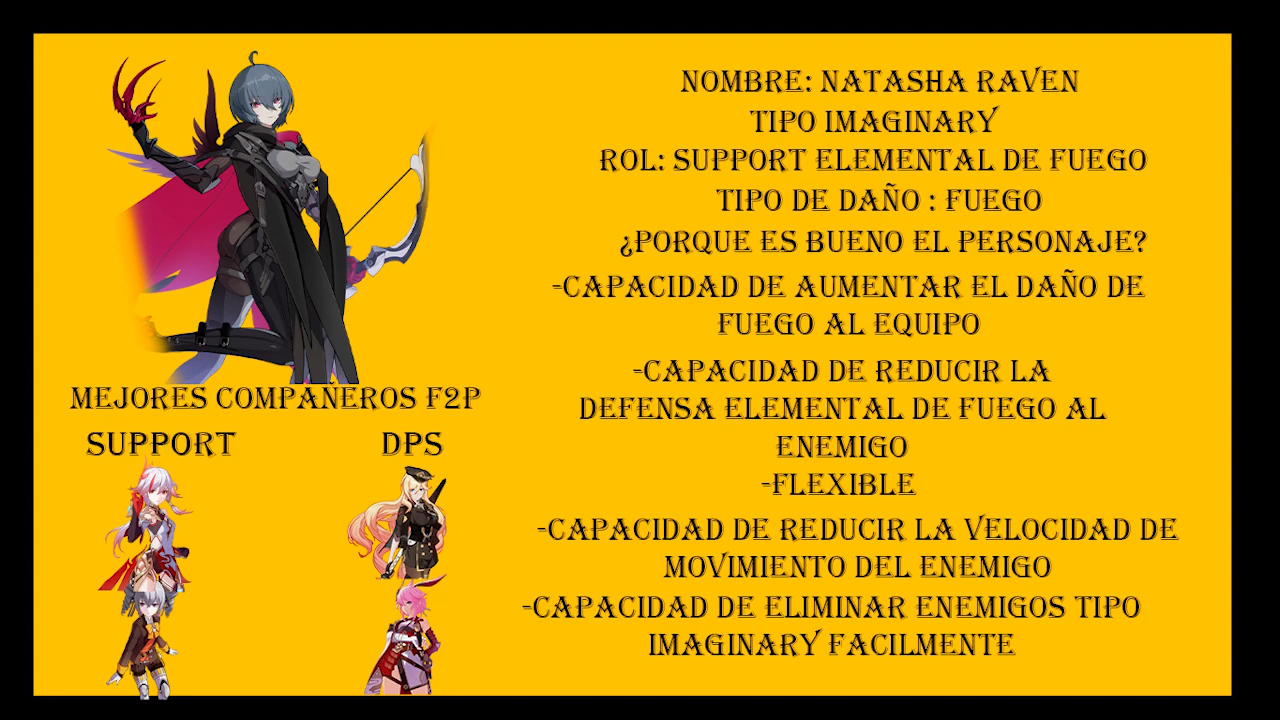 NOMBRE: NATASHA RAVEN
TIPO IMAGINARY
ROL: SUPPORT ELEMENTAL DE FUEGO
TIPO DE DAÑO : FUEGO
¿PORQUE ES BUENO EL PERSONAJE?
-CAPACIDAD DE AUMENTAR EL DAÑO DE
FUEGO AL EQUIPO
-CAPACIDAD DE REDUCIR LA
DEFENSA ELEMENTAL DE FUEGO AL
ENEMIGO
-FLEXIBLE
-CAPACIDAD DE REDUCIR LA VELOCIDAD DE
MOVIMIENTO DEL ENEMIGO
-CAPACIDAD DE ELIMINAR ENEMIGOS TIPO
IMAGINARY FACILMENTE
MEJORES COMPAÑEROS F2P
SUPPORT
DPS